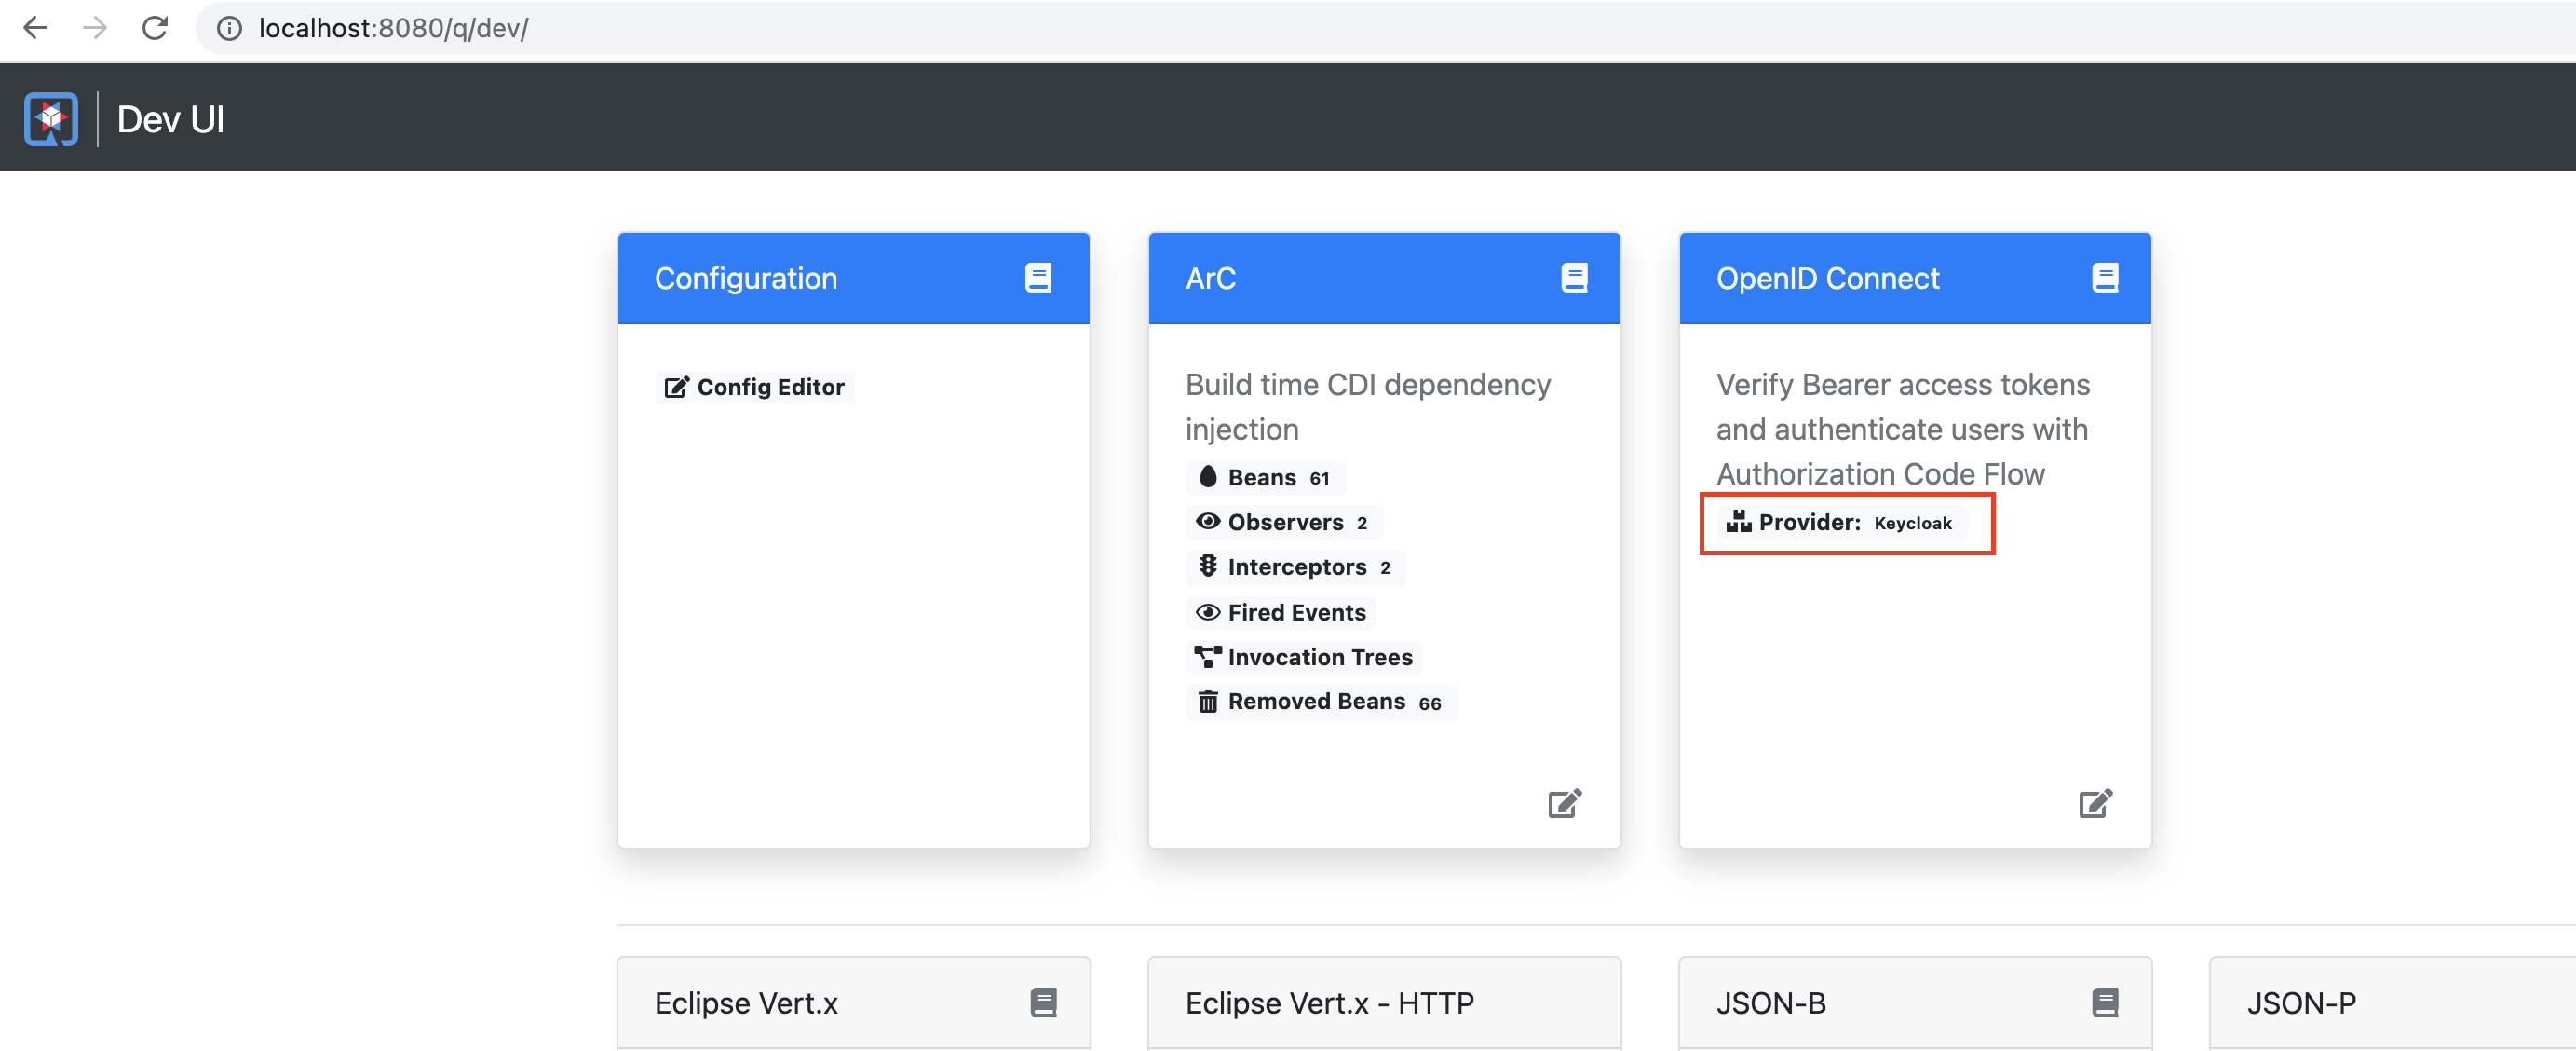 localhost:8080/q/dev/
Dev UI
Configuration
Config Editor
ArC
Build time CDI dependency
injection
Beans 61
Observers 2
Interceptors 2
Fired Events
Invocation Trees
Removed Beans 66
OpenID Connect
Verify Bearer access tokens
and authenticate users with
Authorization Code Flow
Provider: Keycloak
Eclipse Vert.x
Eclipse Vert.x - HTTP
JSON-B
JSON-P